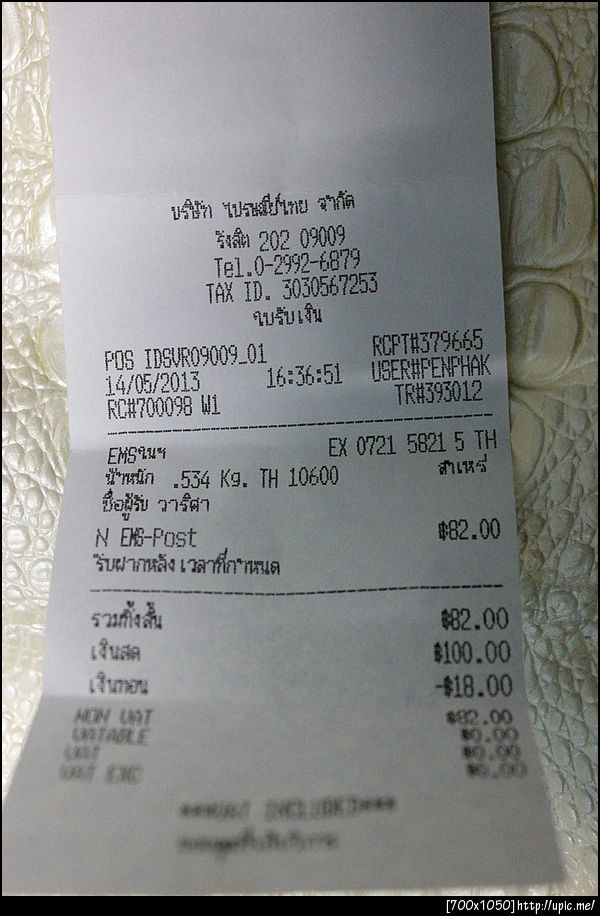 บริษัท ไปรษณีย์ไทย จำกัด
รังสิต 202 09009
Tel.0-2992-6879
TAX ID. 3030567253
ใบรับเงิน
POS IDSVR09009_01 RCPT#379665
14/05/2013 16:36:51 USER#PENPHAK
RC#700098 W1 TR#393012
EMSในฯ EX 0721 5821 5 TH
น้ำหนัก .534 Kg. TH 10600 สาเหร่
ชื่อผู้รับ วาริศา
N EMS-Post ฿82.00
รับฝากหลังเวลาที่กำหนด
รวมทั้งสิ้น ฿82.00
เงินสด ฿100.00
เงินทอน -฿18.00
NON VAT ฿82.00
VATABLE ฿0.00
VAT ฿0.00
VAT EXC ฿0.00
***VAT INCLUDED***
[700x1050]http://upic.me/